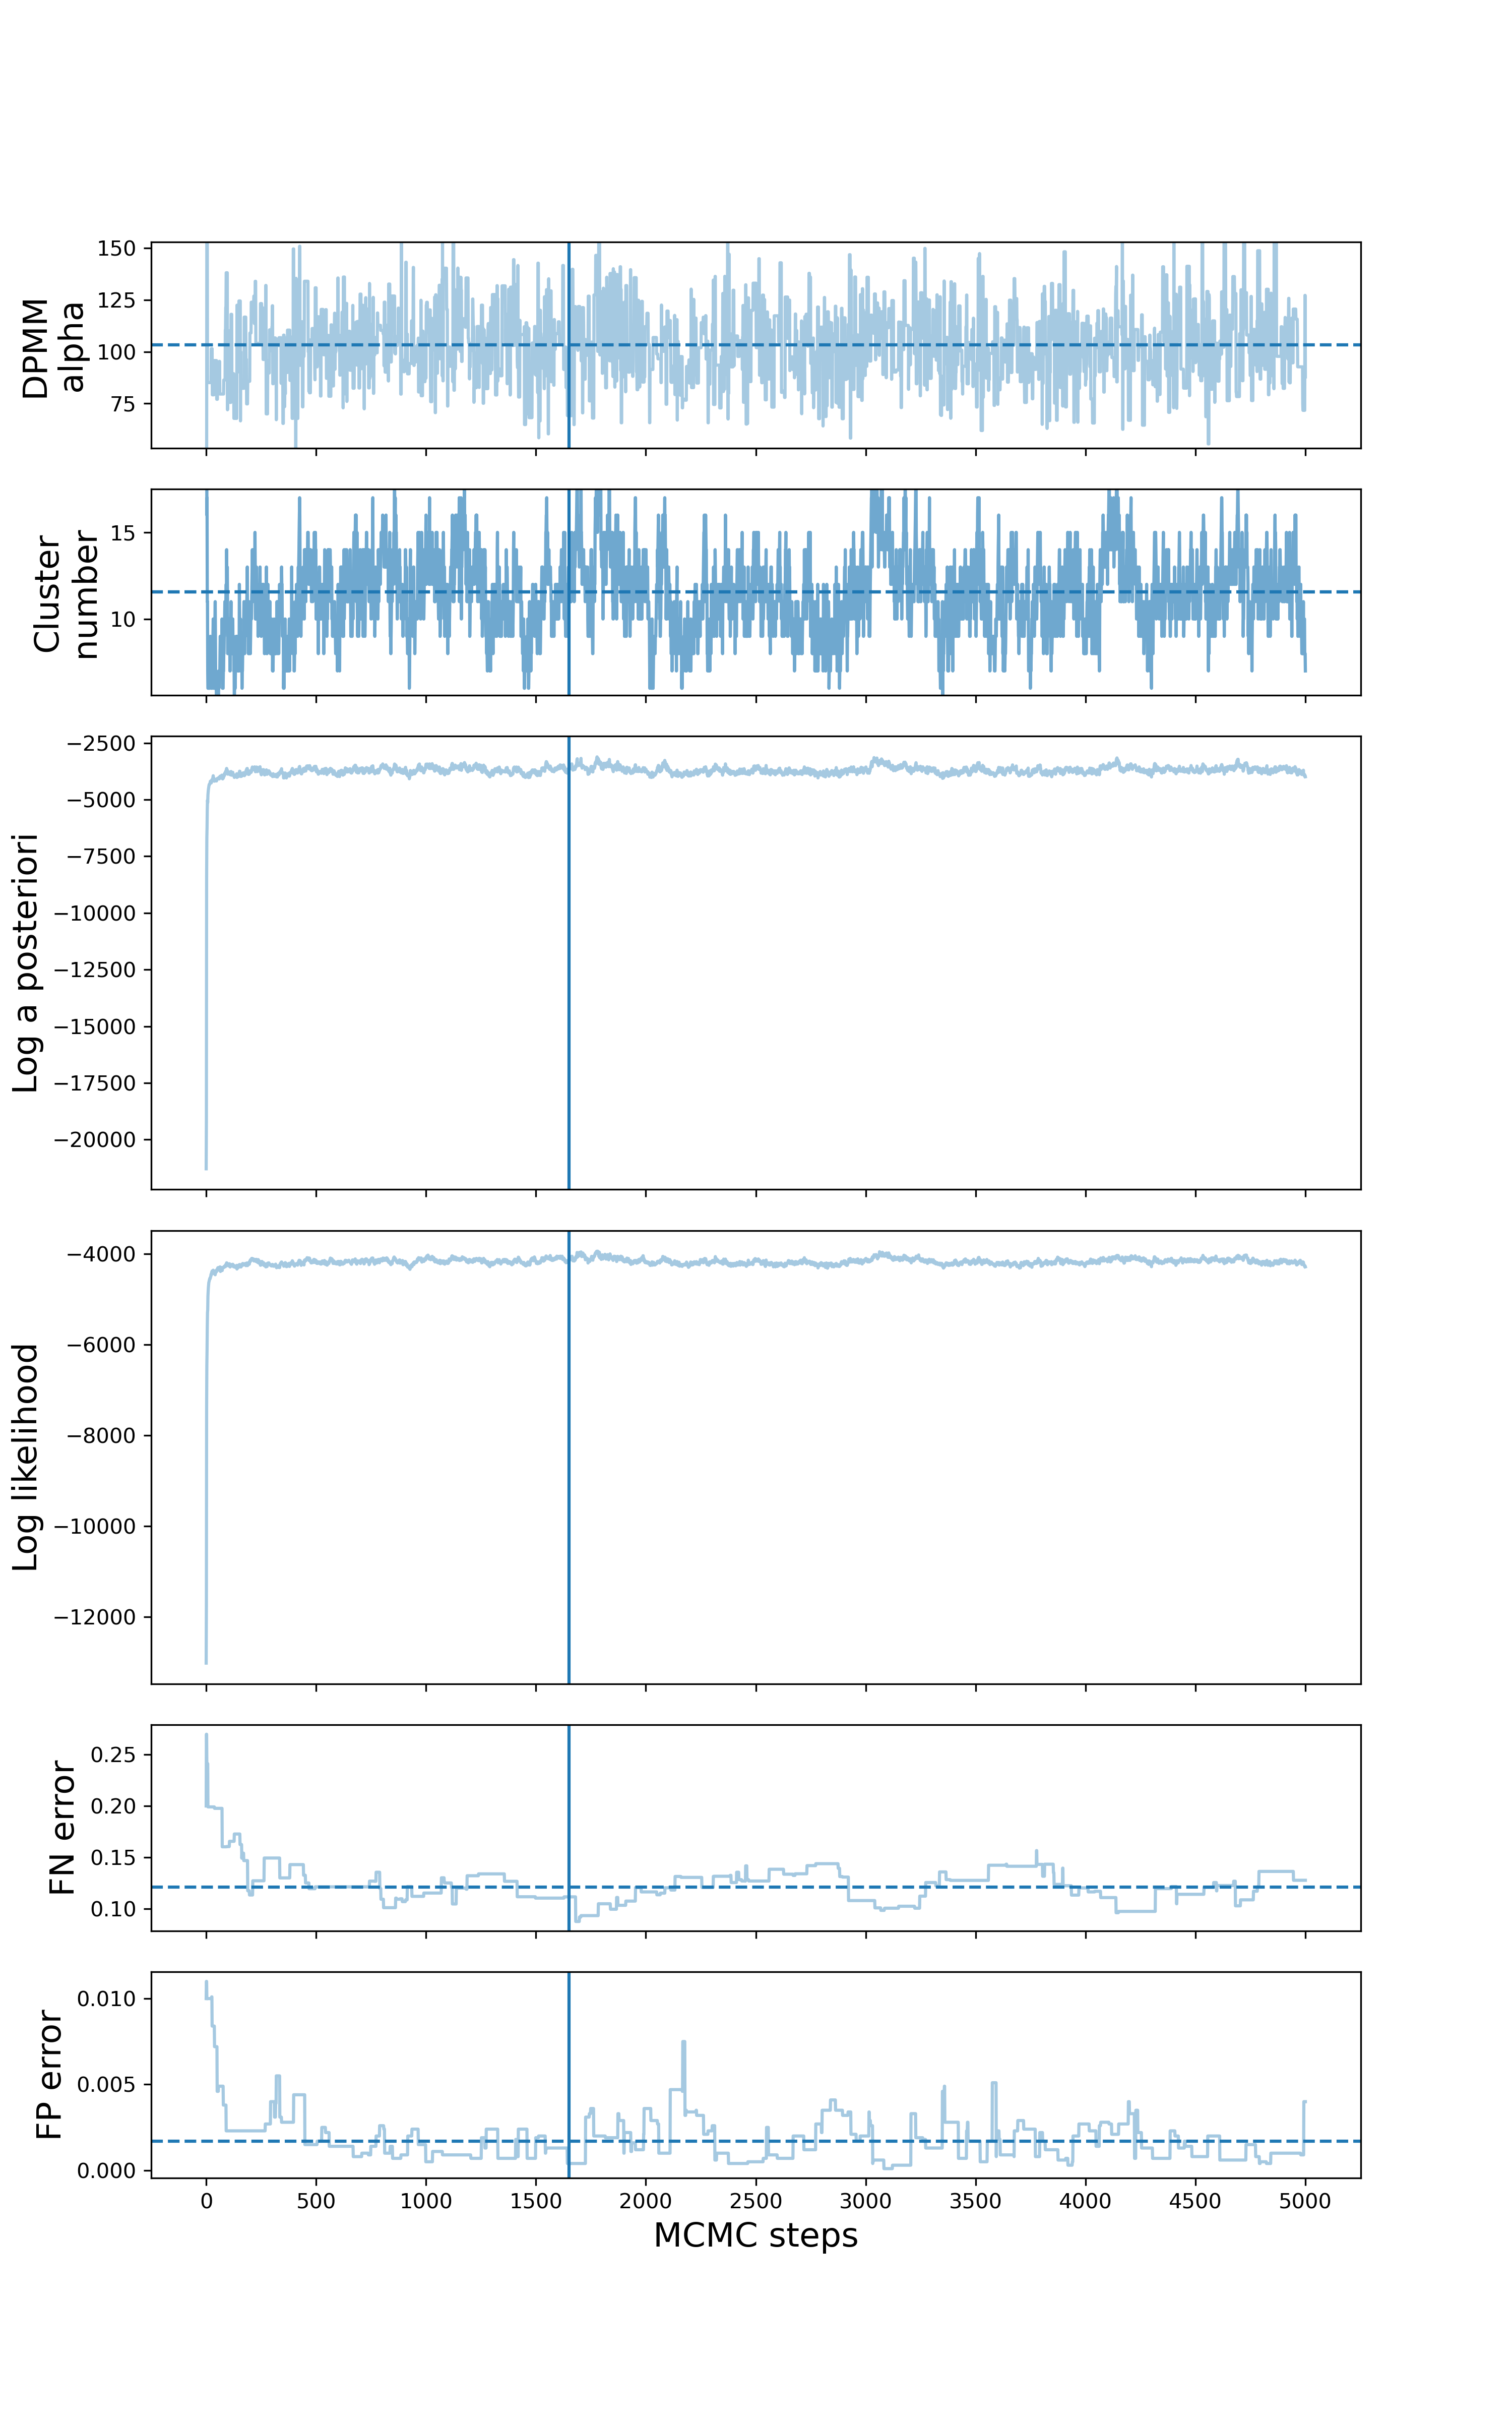 DPMM
alpha
150
125
100
75
Cluster
number
15
10
Log a posteriori
−2500
−5000
−7500
−10000
−12500
−15000
−17500
−20000
Log likelihood
−4000
−6000
−8000
−10000
−12000
FN error
0.25
0.20
0.15
0.10
FP error
0.010
0.005
0.000
0 500 1000 1500 2000 2500 3000 3500 4000 4500 5000
MCMC steps